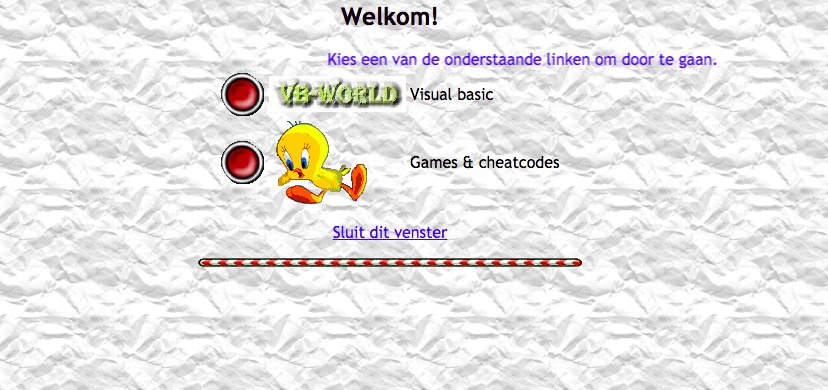 Welkom!
Kies een van de onderstaande linken om door te gaan.
VB-WORLD Visual basic
Games & cheatcodes
Sluit dit venster